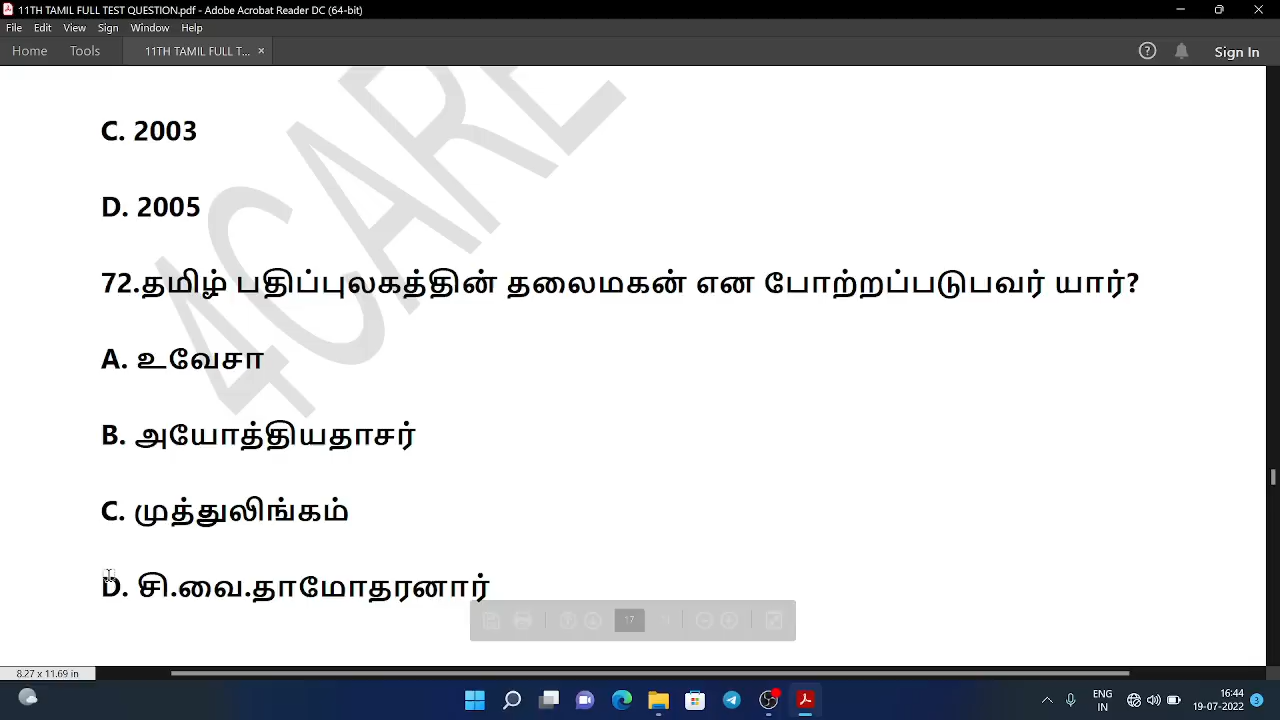 11TH TAMIL FULL TEST QUESTION.pdf - Adobe Acrobat Reader DC (64-bit)
File Edit View Sign Window Help
Home Tools 11TH TAMIL FULL T... × Sign In
4CARE
C. 2003
D. 2005
72.தமிழ் பதிப்புலகத்தின் தலைமகன் என போற்றப்படுபவர் யார்?
A. உவேசா
B. அயோத்தியதாசர்
C. முத்துலிங்கம்
D. சி.வை.தாமோதரனார்
17
8.27 x 11.69 in
ENG 16:44
IN 19-07-2022 3